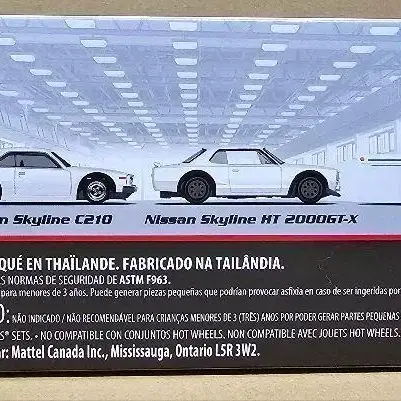 n Skyline C210 Nissan Skyline HT 2000GT-X
QUÉ EN THAÏLANDE. FABRICADO NA TAILÂNDIA.
AS NORMAS DE SEGURIDAD DE ASTM F963.
para menores de 3 años. Puede generar piezas pequeñas que podrían provocar asfixia en caso de ser ingeridas por
O: NÃO INDICADO / NÃO RECOMENDÁVEL PARA CRIANÇAS MENORES DE 3 (TRÊS) ANOS POR PODER GERAR PARTES PEQUENAS
S® SETS. • NO COMPATIBLE CON CONJUNTOS HOT WHEELS. NON COMPATIBLE AVEC JOUETS HOT WHEELS.
ar: Mattel Canada Inc., Mississauga, Ontario L5R 3W2.